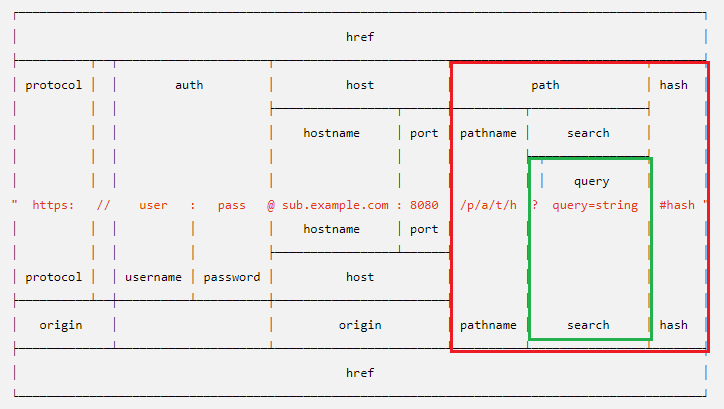 href
protocol auth host path hash
hostname port pathname search
query
" https: // user : pass @ sub.example.com : 8080 /p/a/t/h ? query=string #hash "
hostname port
protocol username password host
origin origin pathname search hash
href